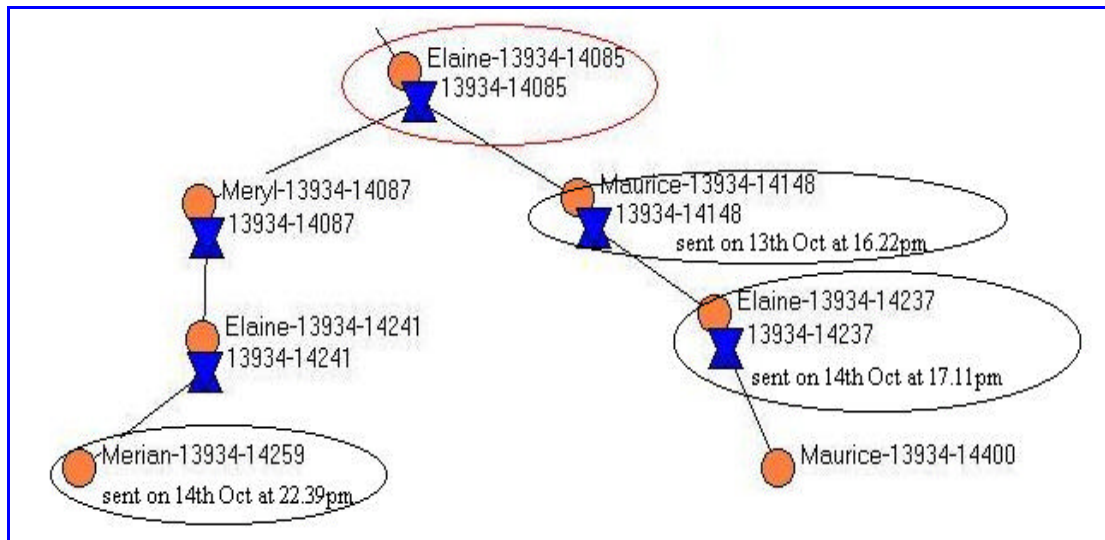 Elaine-13934-14085
13934-14085
Meryl-13934-14087
13934-14087
Maurice-13934-14148
13934-14148
sent on 13th Oct at 16.22pm
Elaine-13934-14237
13934-14237
sent on 14th Oct at 17.11pm
Elaine-13934-14241
13934-14241
Merian-13934-14259
sent on 14th Oct at 22.39pm
Maurice-13934-14400